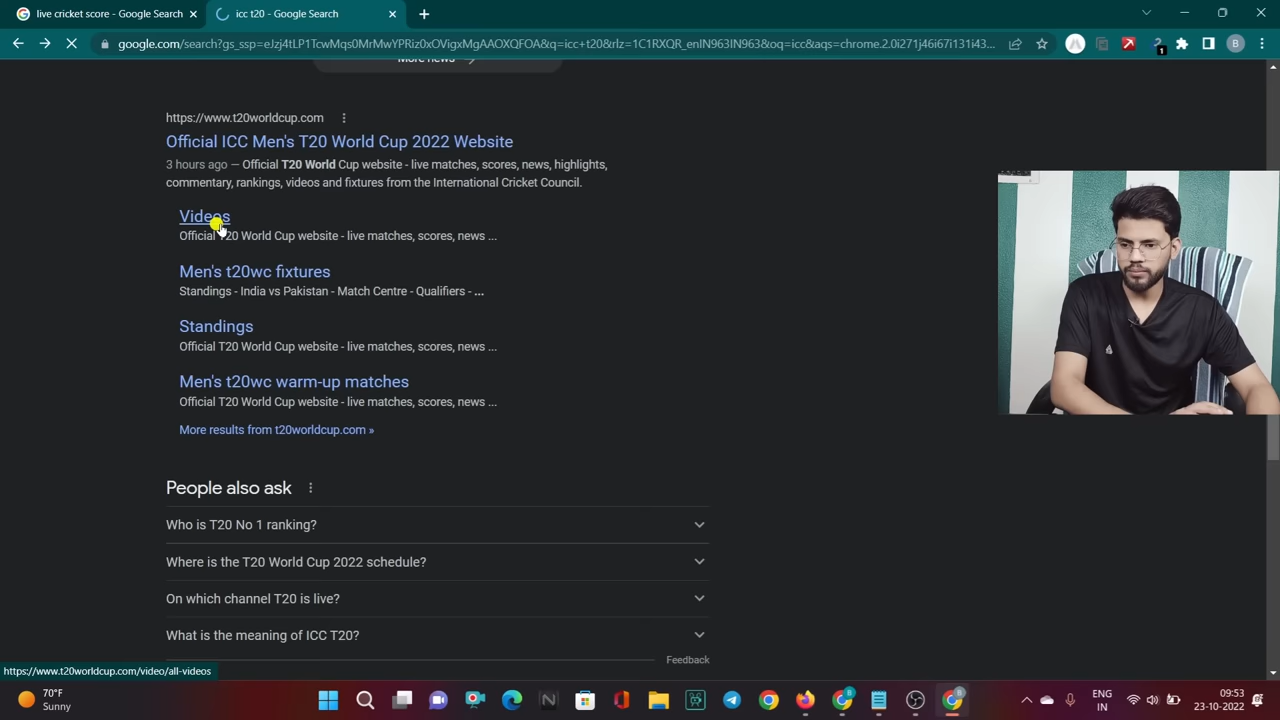 live cricket score - Google Search
icc t20 - Google Search
google.com/search?gs_ssp=eJzj4tLP1TcwMqs0MrMwYPRiz0xOVigxMgAAOXQFOA&q=icc+t20&rlz=1C1RXQR_enIN963IN963&oq=icc&aqs=chrome.2.0i271j46i67i131i43...
1
B
More news
https://www.t20worldcup.com
Official ICC Men's T20 World Cup 2022 Website
3 hours ago — Official T20 World Cup website - live matches, scores, news, highlights,
commentary, rankings, videos and fixtures from the International Cricket Council.
Videos
Official T20 World Cup website - live matches, scores, news ...
Men's t20wc fixtures
Standings - India vs Pakistan - Match Centre - Qualifiers - ...
Standings
Official T20 World Cup website - live matches, scores, news ...
Men's t20wc warm-up matches
Official T20 World Cup website - live matches, scores, news ...
More results from t20worldcup.com »
People also ask
Who is T20 No 1 ranking?
Where is the T20 World Cup 2022 schedule?
On which channel T20 is live?
What is the meaning of ICC T20?
Feedback
https://www.t20worldcup.com/video/all-videos
70°F
Sunny
ENG
IN
09:53
23-10-2022